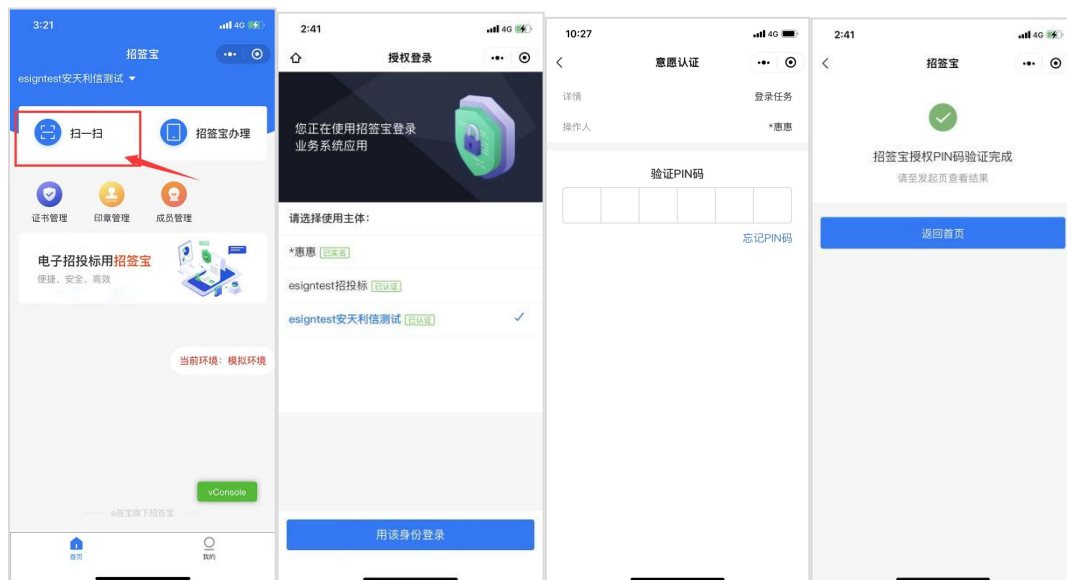 3:21
4G
招签宝
esigntest安天利信测试
扫一扫
招签宝办理
证书管理
印章管理
成员管理
电子招投标用招签宝
便捷、安全、高效
当前环境：模拟环境
vConsole
e签宝旗下招签宝
首页
我的
2:41
4G
授权登录
您正在使用招签宝登录
业务系统应用
请选择使用主体：
*惠惠 已实名
esigntest招投标 已认证
esigntest安天利信测试 已认证
用该身份登录
10:27
4G
意愿认证
详情
登录任务
操作人
*惠惠
验证PIN码
忘记PIN码
2:41
4G
招签宝
招签宝授权PIN码验证完成
请至发起页查看结果
返回首页